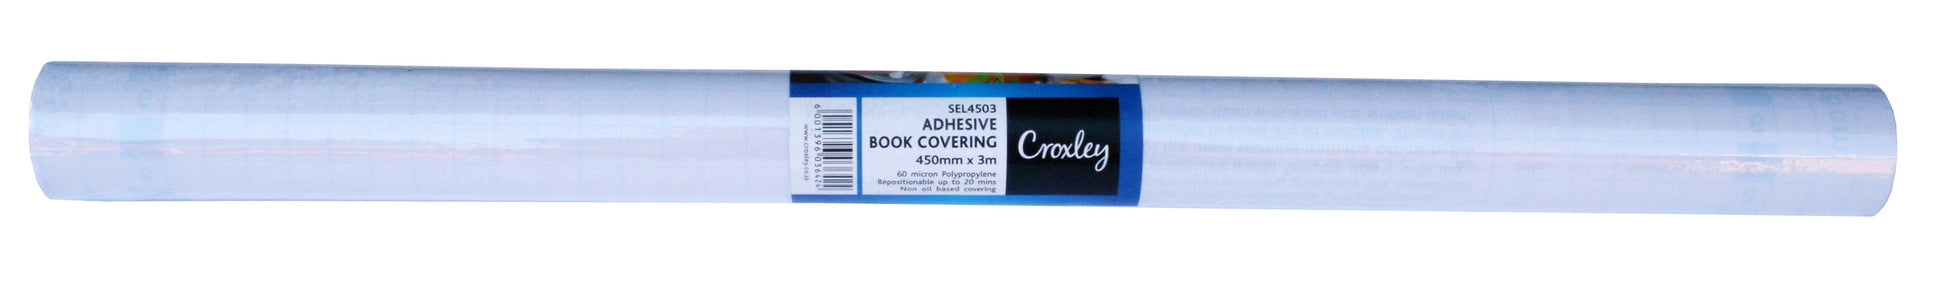 SEL4503
ADHESIVE
BOOK COVERING
450mm x 3m
60 micron Polypropylene
Repositionable up to 20 mins
Non oil based covering
Croxley
6001396036424
www.croxley.co.za